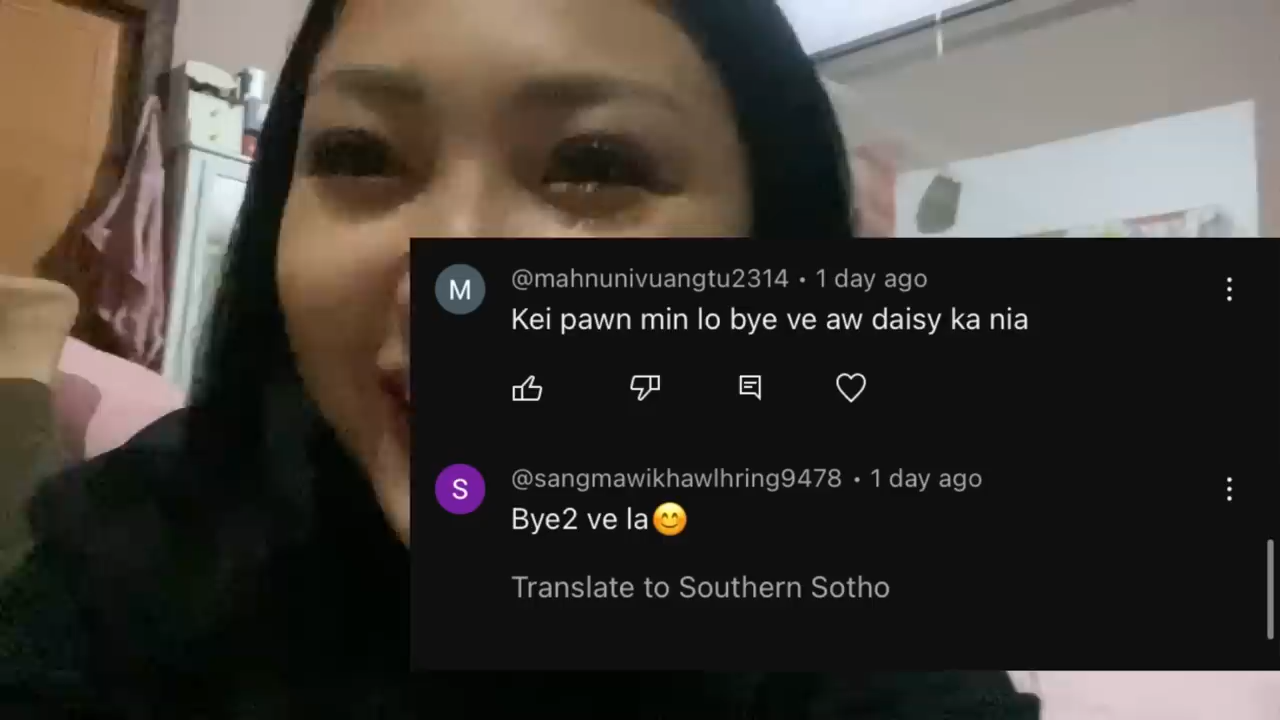 M
@mahnunivuangtu2314 • 1 day ago
Kei pawn min lo bye ve aw daisy ka nia
S
@sangmawikhawlhring9478 • 1 day ago
Bye2 ve la😊
Translate to Southern Sotho